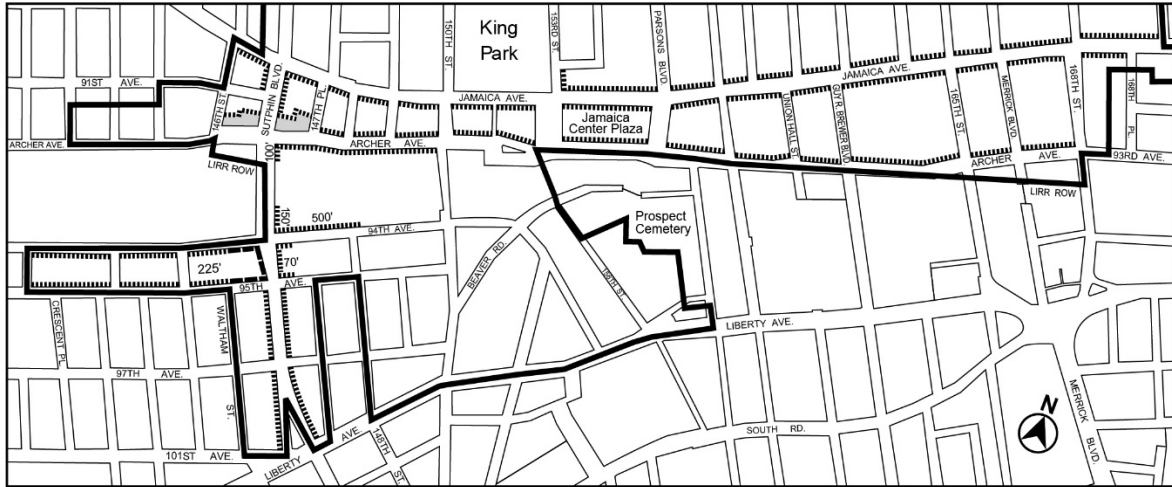 King
Park
150TH ST.
153RD ST.
PARSONS BLVD.
91ST AVE.
146TH ST.
SUTPHIN BLVD.
147TH PL.
JAMAICA AVE.
JAMAICA AVE.
168TH ST.
168TH
PL.
Jamaica
Center Plaza
UNION HALL ST.
GUY R. BREWER BLVD
165TH ST.
MERRICK BLVD.
ARCHER AVE.
LIRR ROW
100'
ARCHER AVE.
ARCHER AVE.
93RD AVE.
LIRR ROW
150'
500'
94TH AVE.
Prospect
Cemetery
BEAVER RD.
225'
70'
95TH AVE.
CRESCENT PL
WALTHAM
ST.
LIBERTY AVE.
97TH AVE.
101ST AVE.
LIBERTY AVE.
148TH
ST.
SOUTH RD.
MERRICK
BLVD.
N